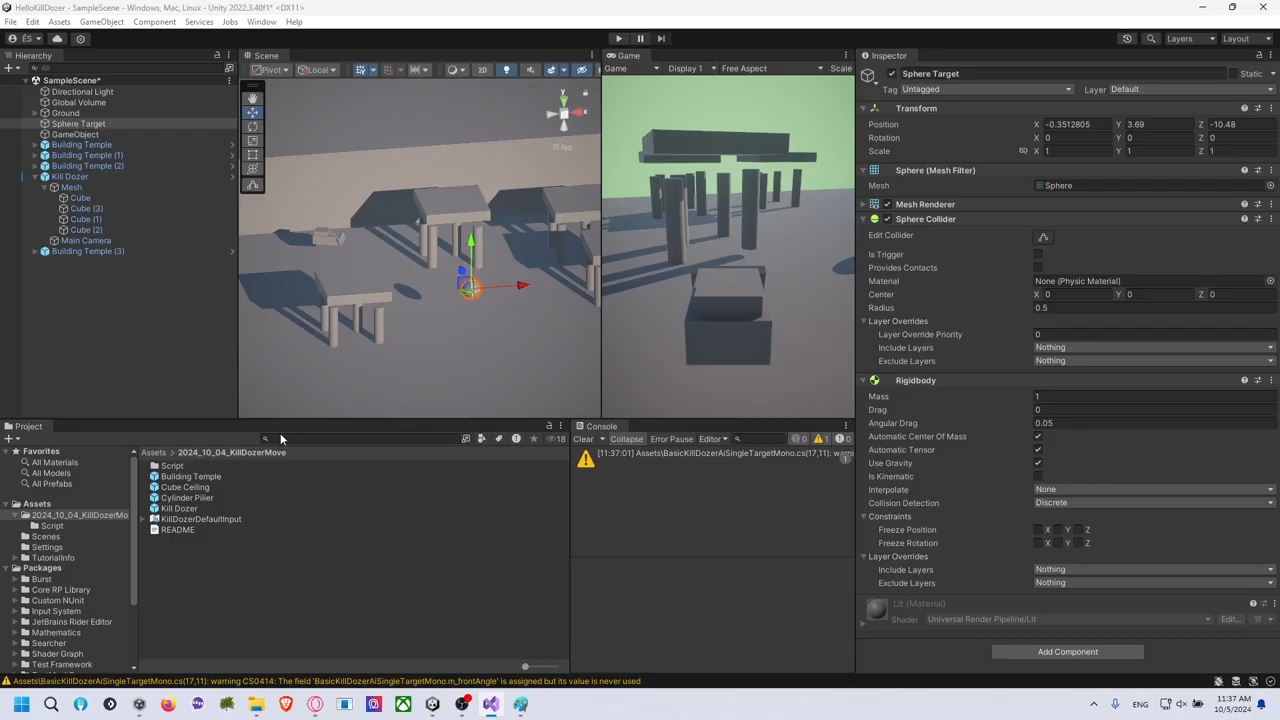 HelloKillDozer - SampleScene - Windows, Mac, Linux - Unity 2022.3.40f1* <DX11>
File Edit Assets GameObject Component Services Jobs Window Help
ÉS
Layers Layout
Hierarchy
All
SampleScene*
Directional Light
Global Volume
Ground
Sphere Target
GameObject
Building Temple
Building Temple (1)
Building Temple (2)
Kill Dozer
Mesh
Cube
Cube (3)
Cube (1)
Cube (2)
Main Camera
Building Temple (3)
Scene
Pivot Local 2D
y
x
Iso
Game
Game Display 1 Free Aspect Scale
Inspector
Sphere Target Static
Tag Untagged Layer Default
Transform
Position X -0.3512805 Y 3.69 Z -10.48
Rotation X 0 Y 0 Z 0
Scale X 1 Y 1 Z 1
Sphere (Mesh Filter)
Mesh Sphere
Mesh Renderer
Sphere Collider
Edit Collider
Is Trigger
Provides Contacts
Material None (Physic Material)
Center X 0 Y 0 Z 0
Radius 0.5
Layer Overrides
Layer Override Priority 0
Include Layers Nothing
Exclude Layers Nothing
Rigidbody
Mass 1
Drag 0
Angular Drag 0.05
Automatic Center Of Mass
Automatic Tensor
Use Gravity
Is Kinematic
Interpolate None
Collision Detection Discrete
Constraints
Freeze Position X Y Z
Freeze Rotation X Y Z
Layer Overrides
Include Layers Nothing
Exclude Layers Nothing
Lit (Material)
Shader Universal Render Pipeline/Lit Edit...
Add Component
Project
18
Favorites
All Materials
All Models
All Prefabs
Assets
2024_10_04_KillDozerMo
Script
Scenes
Settings
TutorialInfo
Packages
Burst
Core RP Library
Custom NUnit
Input System
JetBrains Rider Editor
Mathematics
Searcher
Shader Graph
Test Framework
Assets > 2024_10_04_KillDozerMove
Script
Building Temple
Cube Ceiling
Cylinder Pilier
Kill Dozer
KillDozerDefaultInput
README
Console
Clear Collapse Error Pause Editor 0 1 0
[11:37:01] Assets\BasicKillDozerAiSingleTargetMono.cs(17,11): warni
1
Assets\BasicKillDozerAiSingleTargetMono.cs(17,11): warning CS0414: The field 'BasicKillDozerAiSingleTargetMono.m_frontAngle' is assigned but its value is never used
ENG
11:37 AM
10/5/2024